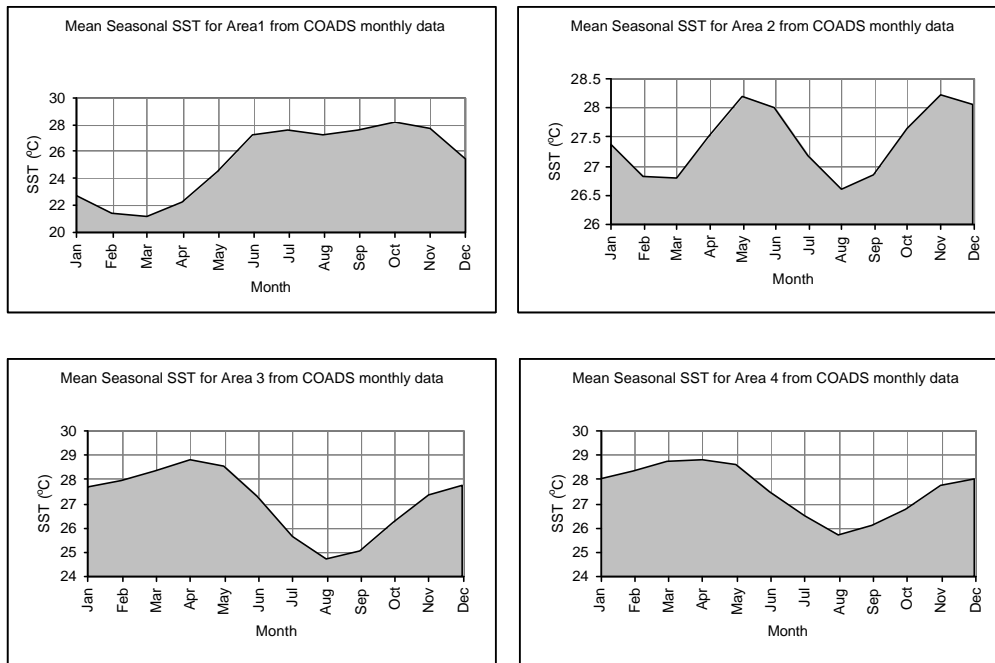 Mean Seasonal SST for Area1 from COADS monthly data
30
28
26
24
22
20
SST (ºC)
Jan Feb Mar Apr May Jun Jul Aug Sep Oct Nov Dec
Month
Mean Seasonal SST for Area 2 from COADS monthly data
28.5
28
27.5
27
26.5
26
SST (ºC)
Jan Feb Mar Apr May Jun Jul Aug Sep Oct Nov Dec
Month
Mean Seasonal SST for Area 3 from COADS monthly data
30
29
28
27
26
25
24
SST (ºC)
Jan Feb Mar Apr May Jun Jul Aug Sep Oct Nov Dec
Month
Mean Seasonal SST for Area 4 from COADS monthly data
30
29
28
27
26
25
24
SST (ºC)
Jan Feb Mar Apr May Jun Jul Aug Sep Oct Nov Dec
Month